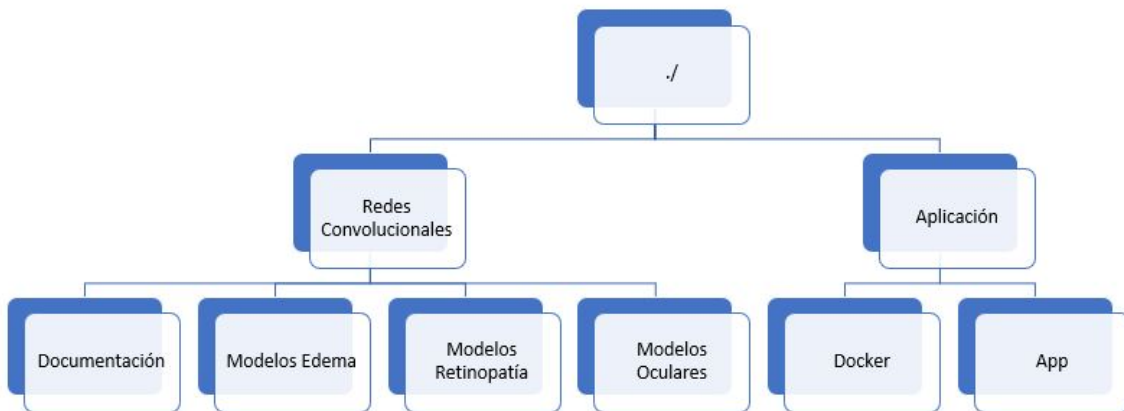 ./
Redes
Convolucionales
Aplicación
Documentación
Modelos Edema
Modelos
Retinopatía
Modelos
Oculares
Docker
App